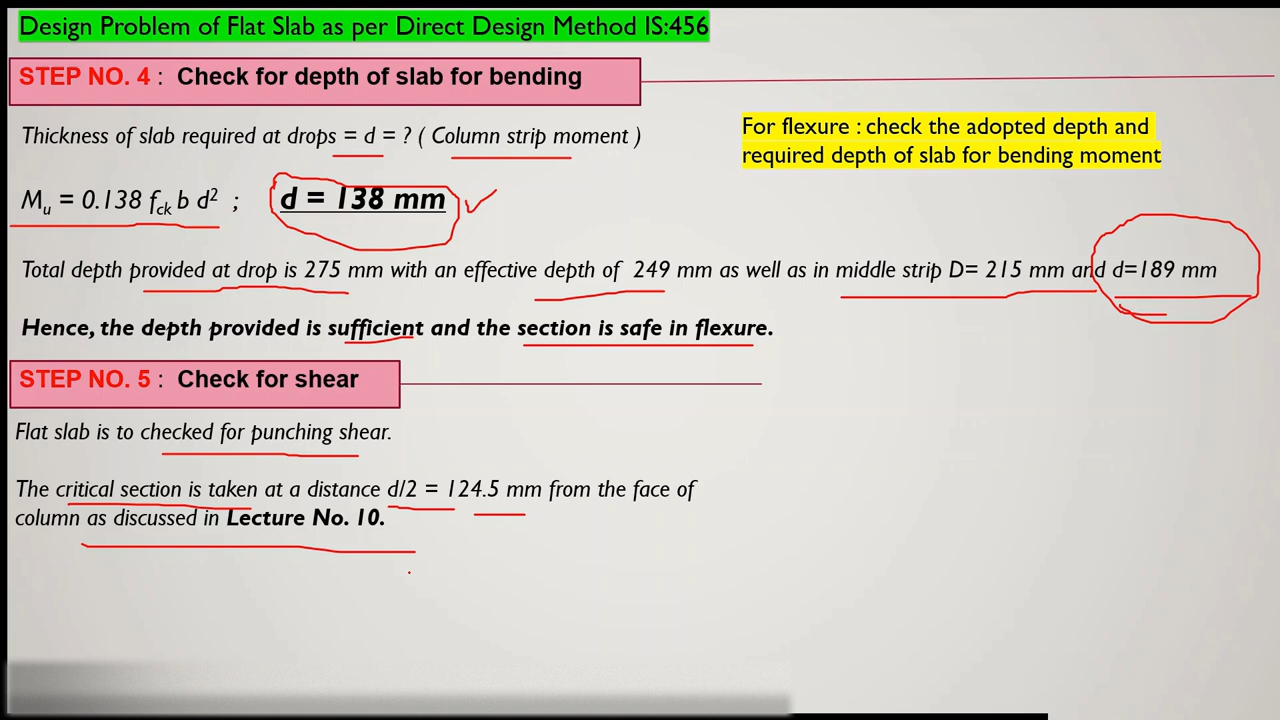 Design Problem of Flat Slab as per Direct Design Method IS:456
STEP NO. 4 : Check for depth of slab for bending
Thickness of slab required at drops = d = ? ( Column strip moment )
For flexure : check the adopted depth and
required depth of slab for bending moment
Mu = 0.138 fck b d² ; d = 138 mm
Total depth provided at drop is 275 mm with an effective depth of 249 mm as well as in middle strip D= 215 mm and d=189 mm
Hence, the depth provided is sufficient and the section is safe in flexure.
STEP NO. 5 : Check for shear
Flat slab is to checked for punching shear.
The critical section is taken at a distance d/2 = 124.5 mm from the face of
column as discussed in Lecture No. 10.